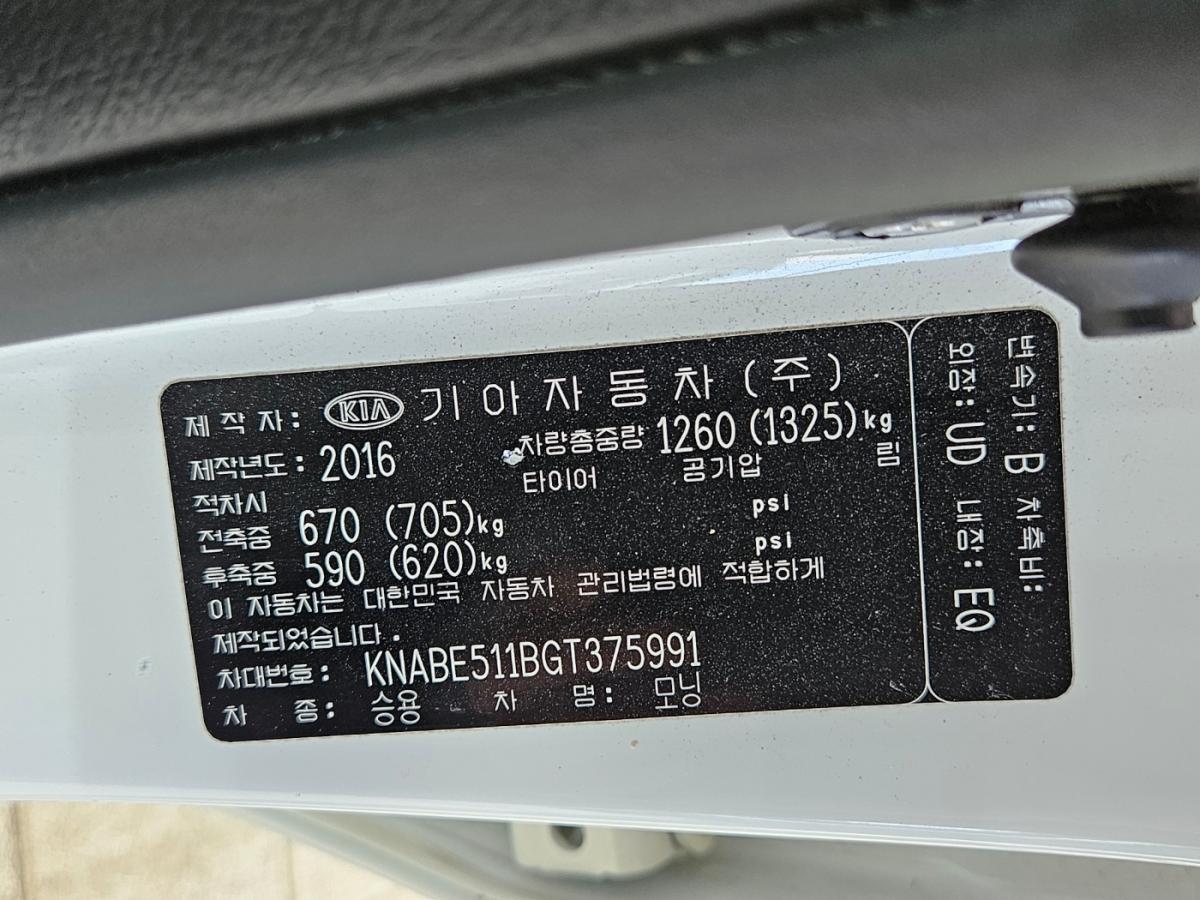 제 작 자 : KIA 기 아 자 동 차 ( 주 )
제작년도 : 2016 차량총중량 1260 (1325) kg
적차시 타이어 공기압 림
전축중 670 (705) kg psi
후축중 590 (620) kg psi
이 자동차는 대한민국 자동차 관리법령에 적합하게
제작되었습니다 .
차대번호 : KNABE511BGT375991
차 종 : 승용 차 명 : 모닝
변속기: B 차축비:
외장: UD 내장: EQ